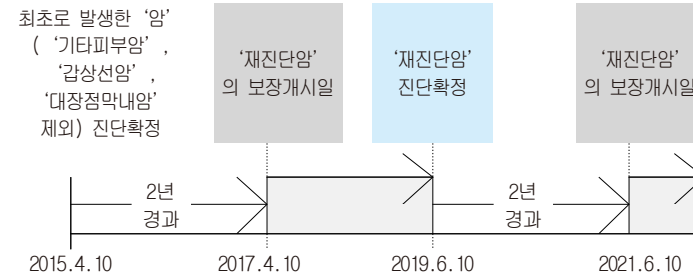 최초로 발생한 ‘암’
( ‘기타피부암’ ,
‘갑상선암’ ,
‘대장점막내암’
제외) 진단확정
‘재진단암’
의 보장개시일
‘재진단암’
진단확정
‘재진단암’
의 보장개시일
2년
경과
2년
경과
2015.4.10
2017.4.10
2019.6.10
2021.6.10